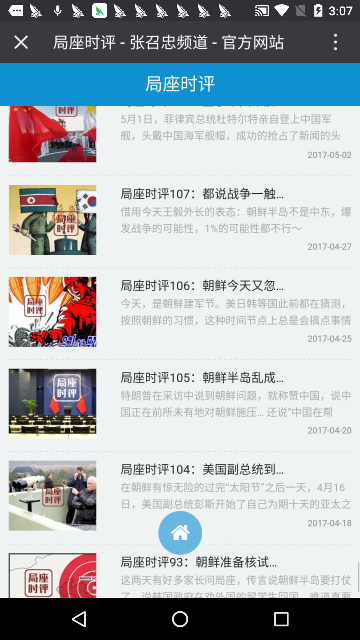 3:07
局座时评 - 张召忠频道 - 官方网站
局座时评
5月1日，菲律宾总统杜特尔特亲自登上中国军
舰，头戴中国海军舰帽，成功的抢占了新闻的头
2017-05-02
局座时评107：都说战争一触…
借用今天王毅外长的表态：朝鲜半岛不是中东，爆
发战争的可能性，1%的可能性都不行～
2017-04-27
局座时评106：朝鲜今天又忽…
今天，是朝鲜建军节。美日韩等国此前都在猜测，
按照朝鲜的习惯，这种时间节点上总是会搞点事情
2017-04-25
局座时评105：朝鲜半岛乱成…
特朗普在采访中说到朝鲜问题，就称赞中国，说中
国正在前所未有地对朝鲜施压… 还说“中国在帮
2017-04-20
局座时评104：美国副总统到…
在朝鲜有惊无险的过完“太阳节”之后一天，4月16
日，美国副总统彭斯开始了自己为期十天的亚太之
2017-04-18
局座时评93：朝鲜准备核试…
这两天有好多家长问局座，传言说朝鲜半岛要打仗
了，说韩国政府在劝外国的留学生回国，难道真要
局座
时评
局座
时评
局座
时评
局座
时评
局座
时评
局座
时评